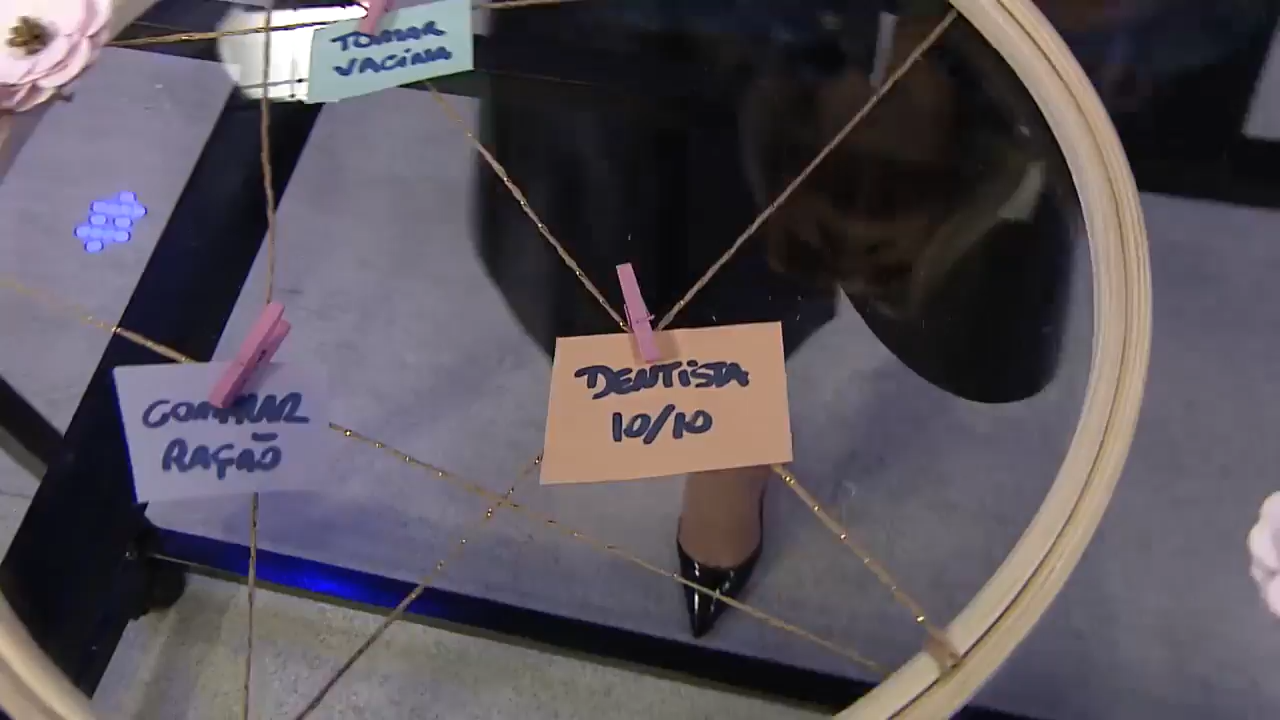 TOMAR
VACINA
DENTISTA
10/10
COMPRAR
RAÇÃO